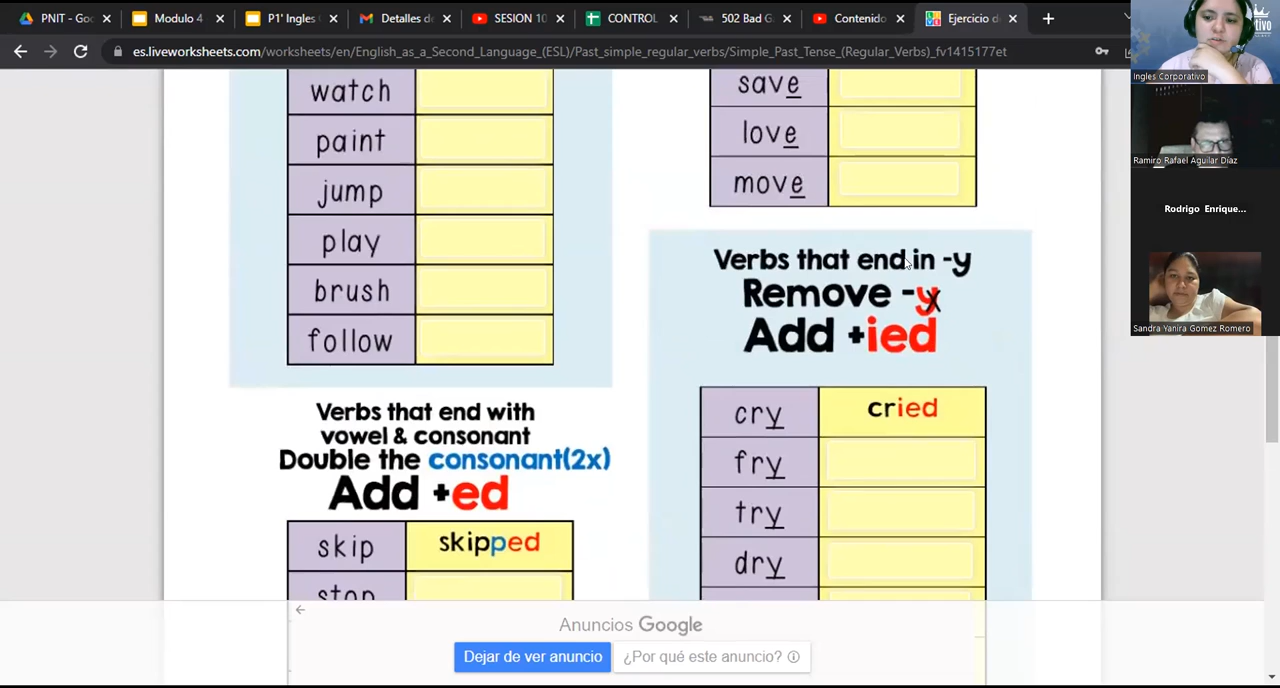 PNIT - Goo
Modulo 4
P1' Ingles
Detalles de
SESION 10
CONTROL
502 Bad G
Contenido
Ejercicio d
es.liveworksheets.com/worksheets/en/English_as_a_Second_Language_(ESL)/Past_simple_regular_verbs/Simple_Past_Tense_(Regular_Verbs)_fv1415177et
Ingles Corporativo
Ramiro Rafael Aguilar Díaz
Rodrigo Enrique...
Sandra Yanira Gomez Romero
watch
paint
jump
play
brush
follow
save
love
move
Verbs that end in -y
Remove -y
Add +ied
cry cried
fry
try
dry
Verbs that end with
vowel & consonant
Double the consonant(2x)
Add +ed
skip skipped
stop
Anuncios Google
Dejar de ver anuncio
¿Por qué este anuncio?